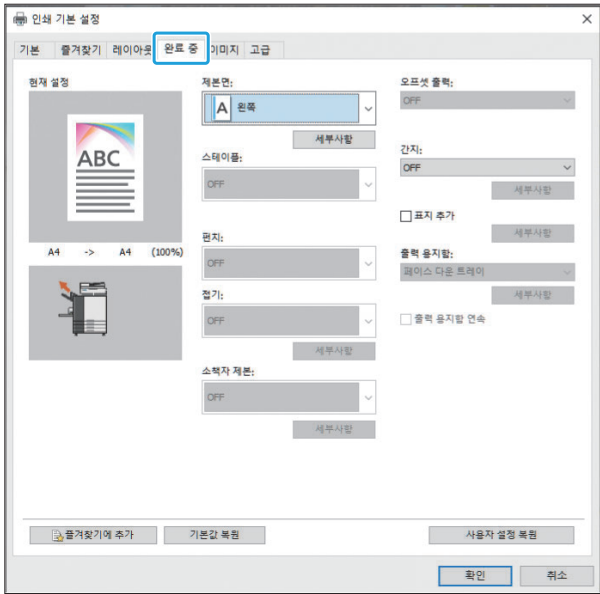 인쇄 기본 설정
기본 즐겨찾기 레이아웃 완료 중 이미지 고급
현재 설정
ABC
A4 -> A4 (100%)
제본면:
A 왼쪽
세부사항
스테이플:
OFF
펀치:
OFF
접기:
OFF
세부사항
소책자 제본:
OFF
세부사항
오프셋 출력:
OFF
간지:
OFF
세부사항
표지 추가
세부사항
출력 용지함:
페이스 다운 트레이
세부사항
출력 용지함 연속
즐겨찾기에 추가 기본값 복원 사용자 설정 복원
확인 취소